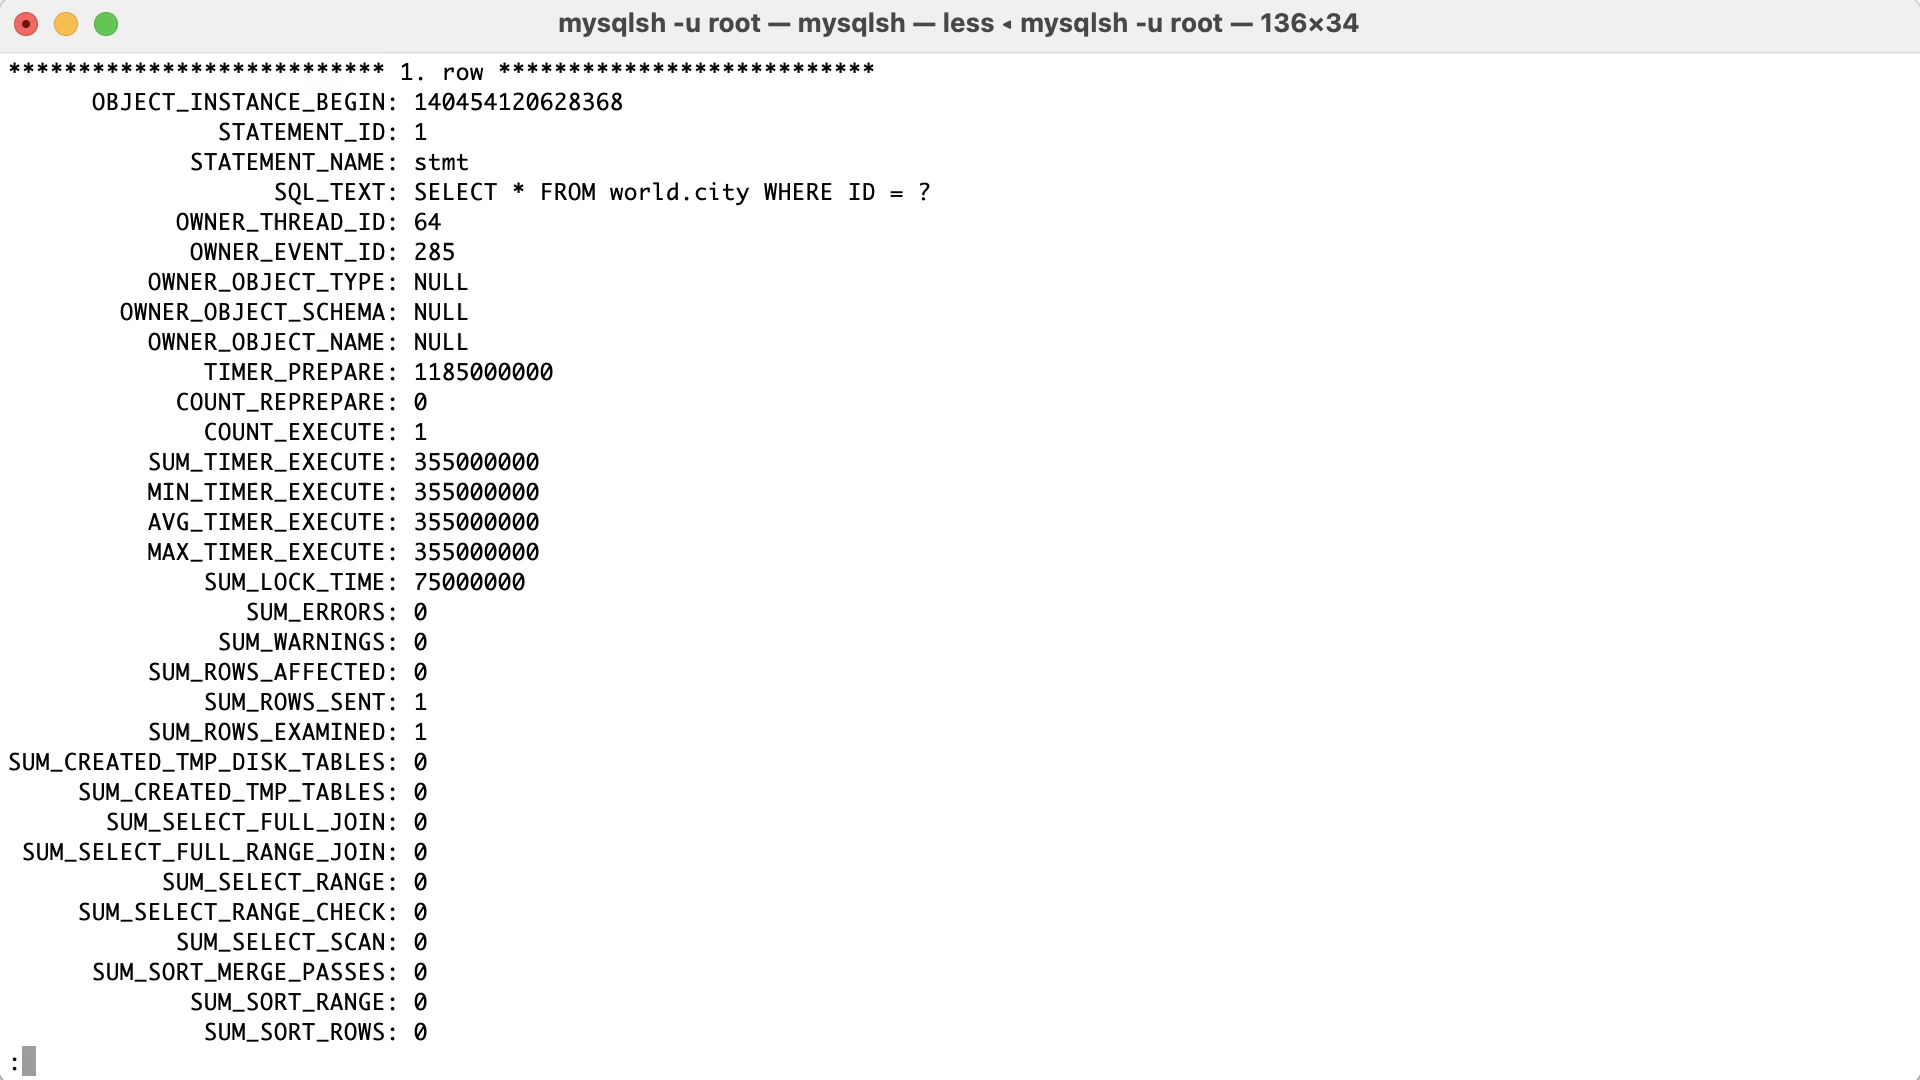 mysqlsh -u root — mysqlsh — less ◂ mysqlsh -u root — 136×34
*************************** 1. row ***************************
OBJECT_INSTANCE_BEGIN: 140454120628368
STATEMENT_ID: 1
STATEMENT_NAME: stmt
SQL_TEXT: SELECT * FROM world.city WHERE ID = ?
OWNER_THREAD_ID: 64
OWNER_EVENT_ID: 285
OWNER_OBJECT_TYPE: NULL
OWNER_OBJECT_SCHEMA: NULL
OWNER_OBJECT_NAME: NULL
TIMER_PREPARE: 1185000000
COUNT_REPREPARE: 0
COUNT_EXECUTE: 1
SUM_TIMER_EXECUTE: 355000000
MIN_TIMER_EXECUTE: 355000000
AVG_TIMER_EXECUTE: 355000000
MAX_TIMER_EXECUTE: 355000000
SUM_LOCK_TIME: 75000000
SUM_ERRORS: 0
SUM_WARNINGS: 0
SUM_ROWS_AFFECTED: 0
SUM_ROWS_SENT: 1
SUM_ROWS_EXAMINED: 1
SUM_CREATED_TMP_DISK_TABLES: 0
SUM_CREATED_TMP_TABLES: 0
SUM_SELECT_FULL_JOIN: 0
SUM_SELECT_FULL_RANGE_JOIN: 0
SUM_SELECT_RANGE: 0
SUM_SELECT_RANGE_CHECK: 0
SUM_SELECT_SCAN: 0
SUM_SORT_MERGE_PASSES: 0
SUM_SORT_RANGE: 0
SUM_SORT_ROWS: 0
: